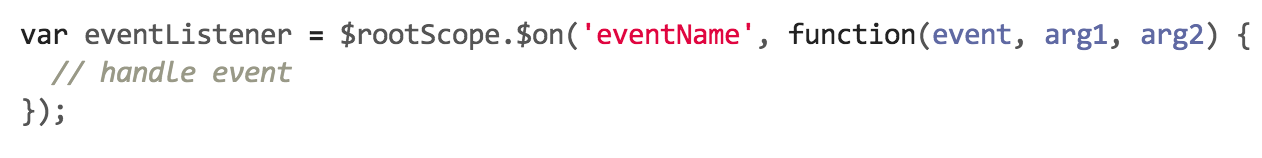 var eventListener = $rootScope.$on('eventName', function(event, arg1, arg2) {
  // handle event
});